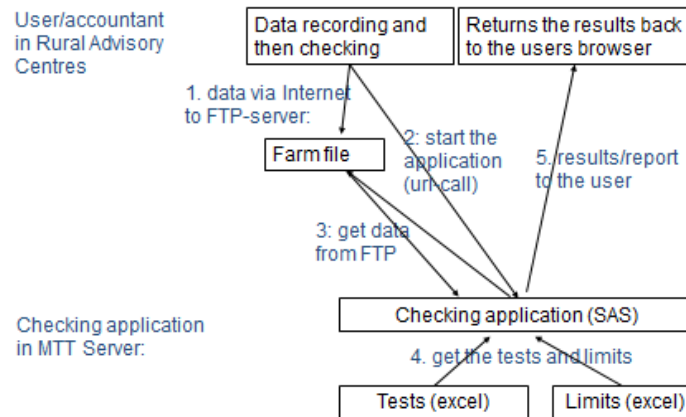 User/accountant
in Rural Advisory
Centres
Data recording and
then checking
Returns the results back
to the users browser
1. data via Internet
to FTP-server:
Farm file
2: start the
application
(url-call)
5. results/report
to the user
3: get data
from FTP
Checking application
in MTT Server:
Checking application (SAS)
4. get the tests and limits
Tests (excel)
Limits (excel)